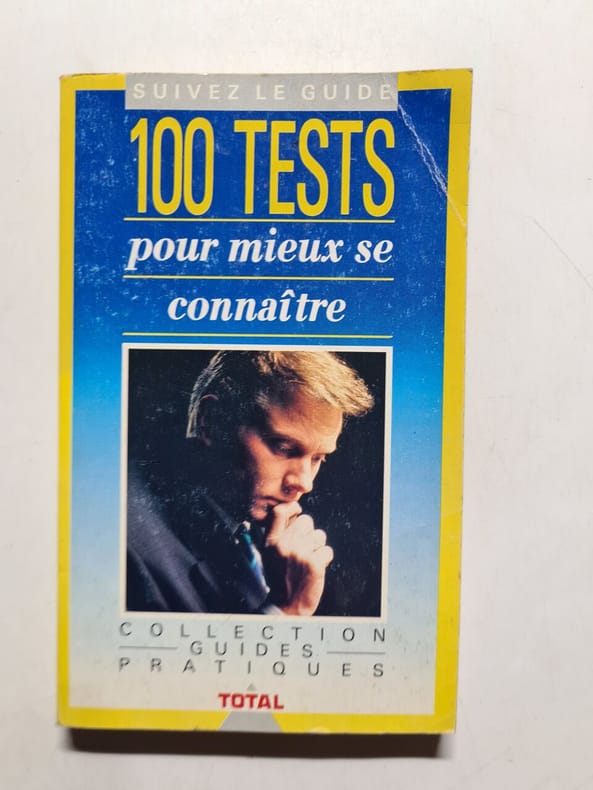 SUIVEZ LE GUIDE
100 TESTS
pour mieux se
connaître
COLLECTION
GUIDES
PRATIQUES
TOTAL